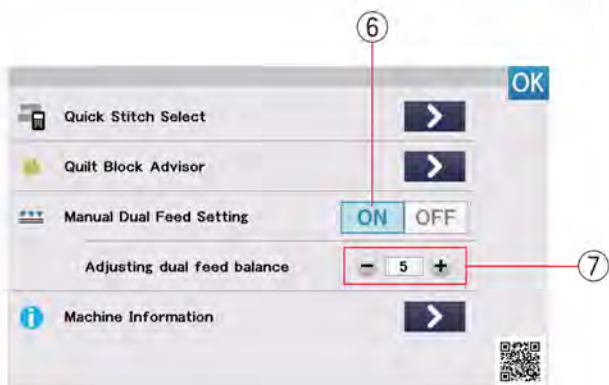 ⑥
OK
Quick Stitch Select
Quilt Block Advisor
Manual Dual Feed Setting ON OFF
Adjusting dual feed balance − 5 + ⑦
Machine Information